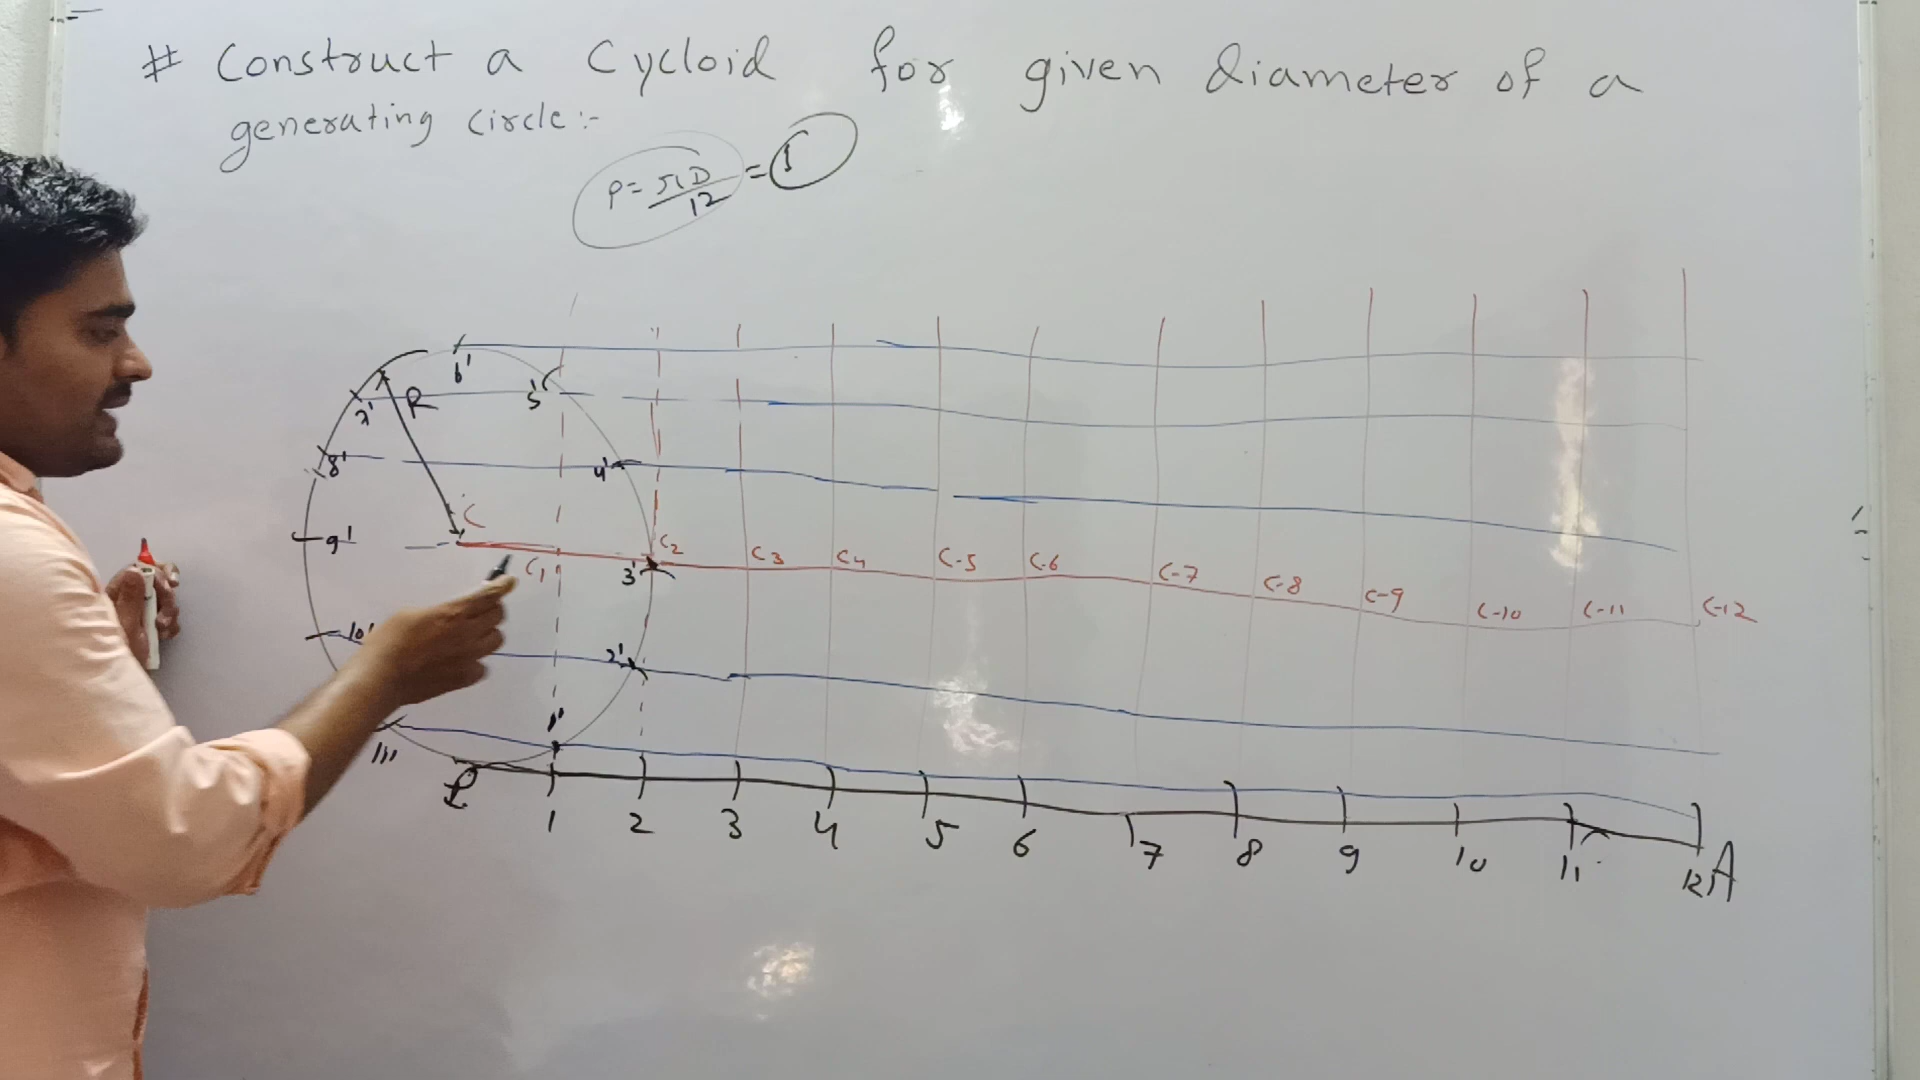 # Construct a Cycloid for given diameter of a
generating circle:-
P = πD/12 =
6'
5'
7'
R
8'
4'
C
9'
C1
C2
3'
C3
C4
C-5
C-6
C-7
C-8
C-9
C-10
C-11
C-12
10'
2'
1'
11'
P
1 2 3 4 5 6 7 8 9 10 11 12 A